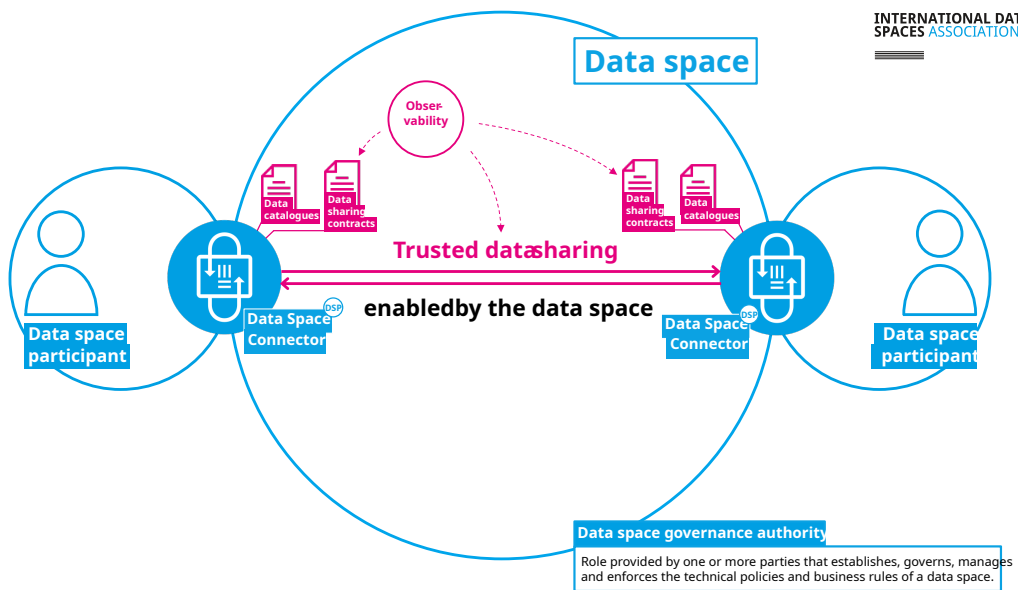 INTERNATIONAL DAT
SPACES ASSOCIATION
Data space
Obser-
vability
Data
catalogues
Data
sharing
contracts
Data
sharing
contracts
Data
catalogues
Trusted datasharing
enabledby the data space
DSP
Data Space
Connector
DSP
Data Space
Connector
Data space
participant
Data space
participant
Data space governance authority
Role provided by one or more parties that establishes, governs, manages
and enforces the technical policies and business rules of a data space.